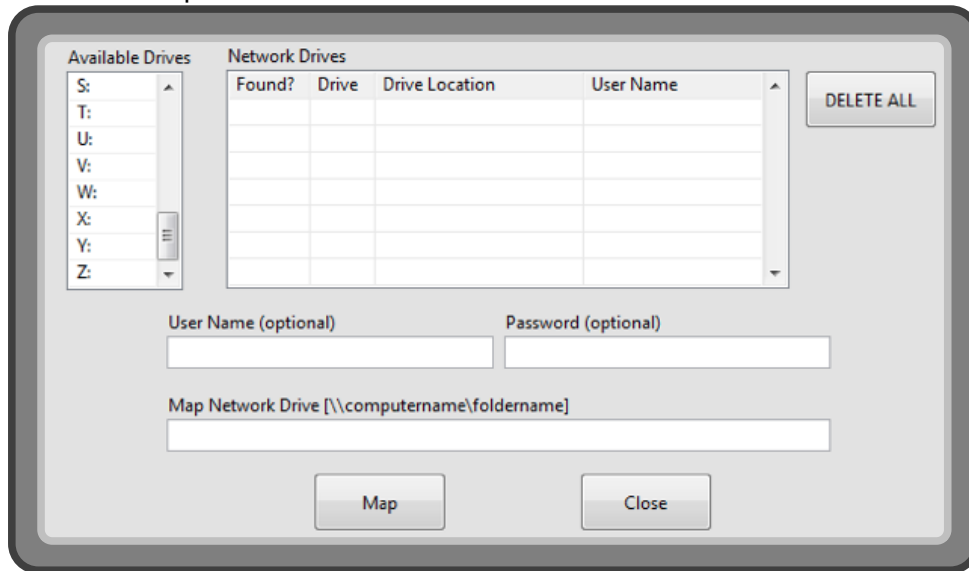 Available Drives
S:
T:
U:
V:
W:
X:
Y:
Z:
Network Drives
Found? Drive Drive Location User Name
DELETE ALL
User Name (optional) Password (optional)
Map Network Drive [\\computername\foldername]
Map Close